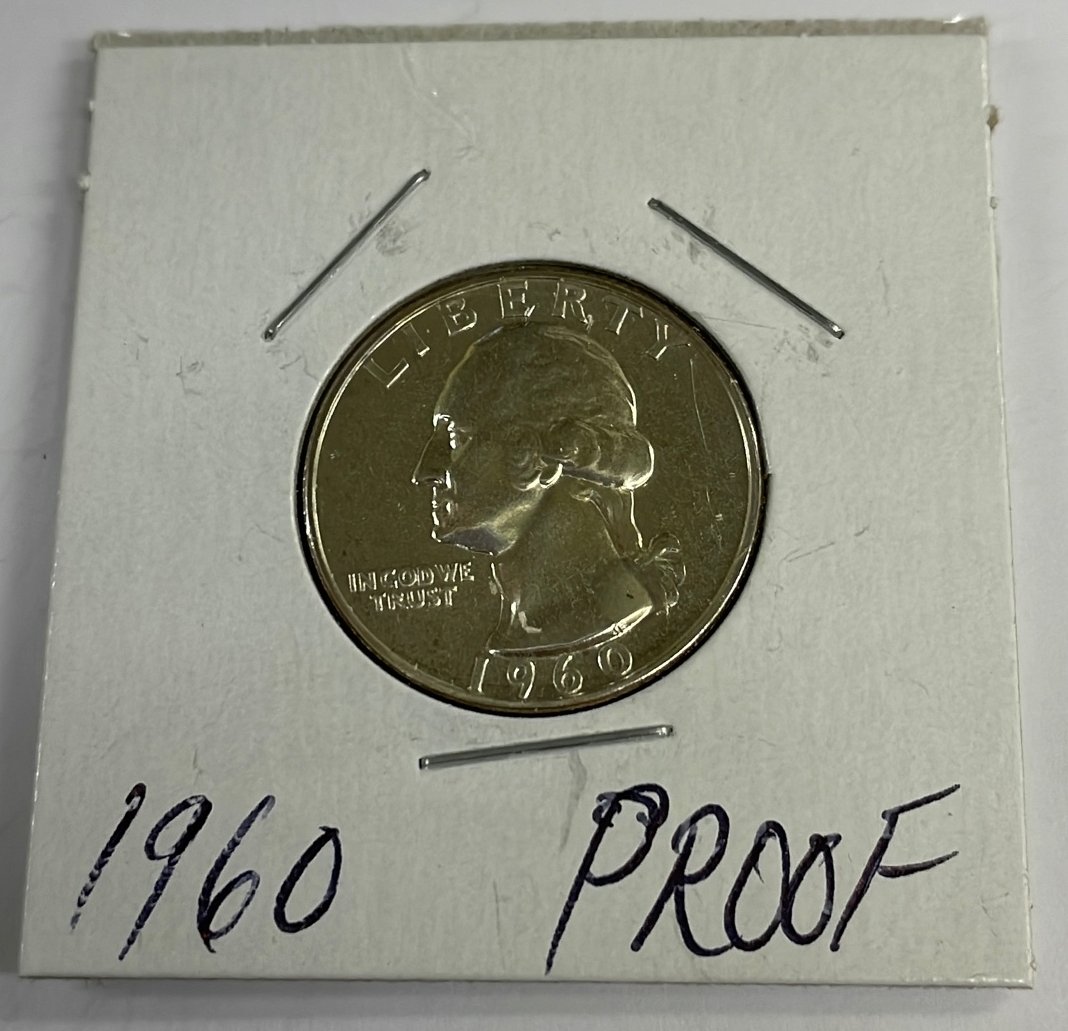 LIBERTY
IN GOD WE
TRUST
1960
1960 PROOF